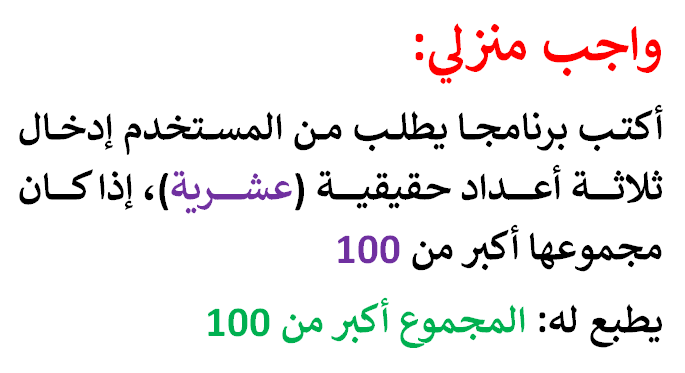 واجب منزلي:
أكتب برنامجا يطلب من المستخدم إدخال
ثلاثة أعداد حقيقية (عشرية)، إذا كان
مجموعها أكبر من 100
يطبع له: المجموع أكبر من 100